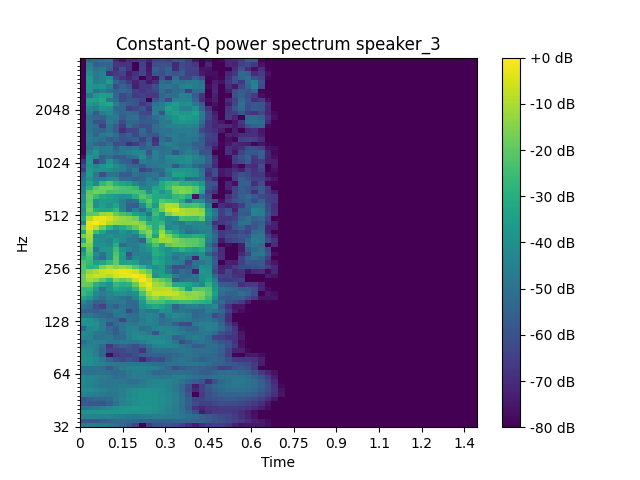 Constant-Q power spectrum speaker_3
Hz
2048
1024
512
256
128
64
32
0 0.15 0.3 0.45 0.6 0.75 0.9 1.1 1.2 1.4
Time
+0 dB
-10 dB
-20 dB
-30 dB
-40 dB
-50 dB
-60 dB
-70 dB
-80 dB